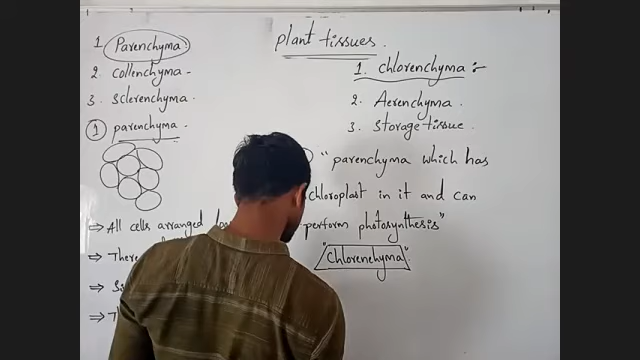 plant tissues.
1 Parenchyma:
2. collenchyma -
3. sclerenchyma
1 parenchyma -
⇒ All cells arranged
⇒ There
⇒
⇒
1. chlorenchyma :-
2. Aerenchyma.
3. storage tissue.
"parenchyma which has
chloroplast in it and can
perform photosynthesis"
"Chlorenchyma"